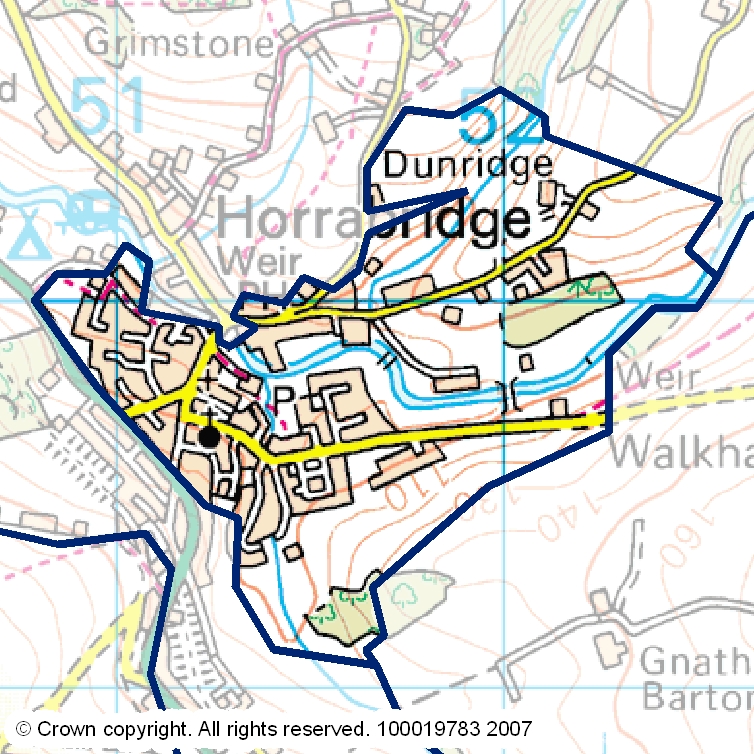 Grimstone
51
52
Dunridge
Horrabridge
Weir
PH
P
Weir
Walkha
110
130
140
160
Gnath
Barton
© Crown copyright. All rights reserved. 100019783 2007